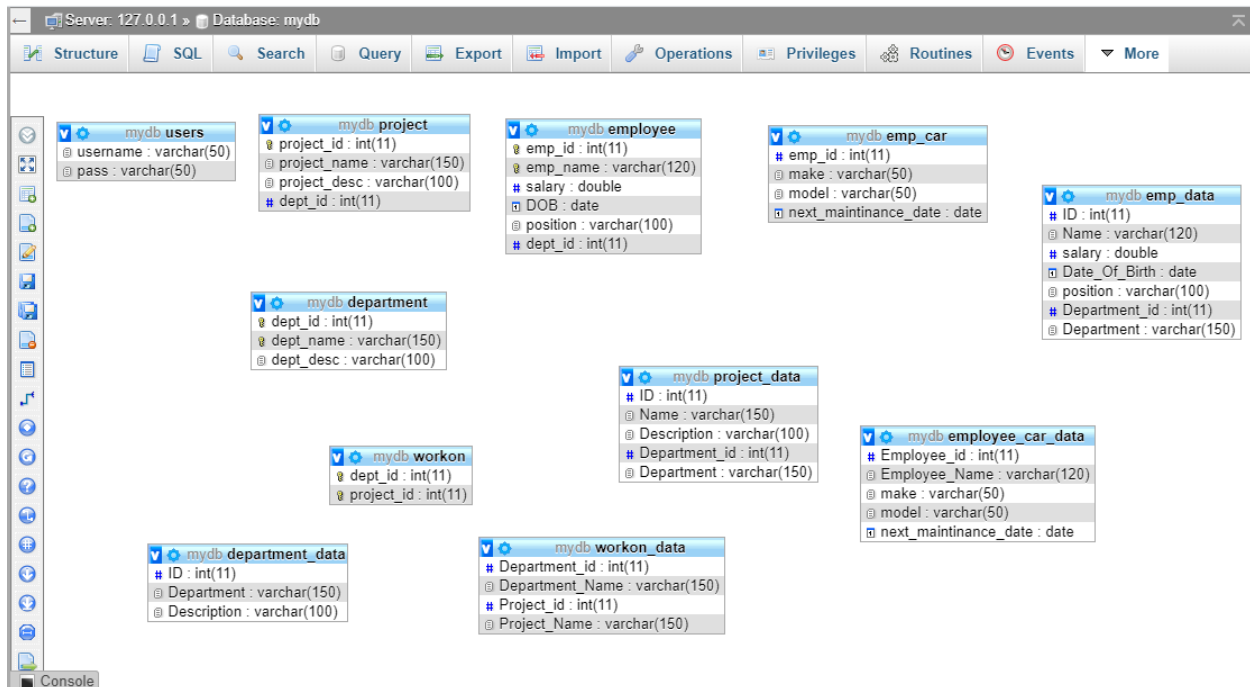 Server: 127.0.0.1 » Database: mydb
Structure SQL Search Query Export Import Operations Privileges Routines Events More
mydb users
username : varchar(50)
pass : varchar(50)
mydb project
project_id : int(11)
project_name : varchar(150)
project_desc : varchar(100)
dept_id : int(11)
mydb employee
emp_id : int(11)
emp_name : varchar(120)
salary : double
DOB : date
position : varchar(100)
dept_id : int(11)
mydb emp_car
emp_id : int(11)
make : varchar(50)
model : varchar(50)
next_maintinance_date : date
mydb emp_data
ID : int(11)
Name : varchar(120)
salary : double
Date_Of_Birth : date
position : varchar(100)
Department_id : int(11)
Department : varchar(150)
mydb department
dept_id : int(11)
dept_name : varchar(150)
dept_desc : varchar(100)
mydb project_data
ID : int(11)
Name : varchar(150)
Description : varchar(100)
Department_id : int(11)
Department : varchar(150)
mydb employee_car_data
Employee_id : int(11)
Employee_Name : varchar(120)
make : varchar(50)
model : varchar(50)
next_maintinance_date : date
mydb workon
dept_id : int(11)
project_id : int(11)
mydb department_data
ID : int(11)
Department : varchar(150)
Description : varchar(100)
mydb workon_data
Department_id : int(11)
Department_Name : varchar(150)
Project_id : int(11)
Project_Name : varchar(150)
Console